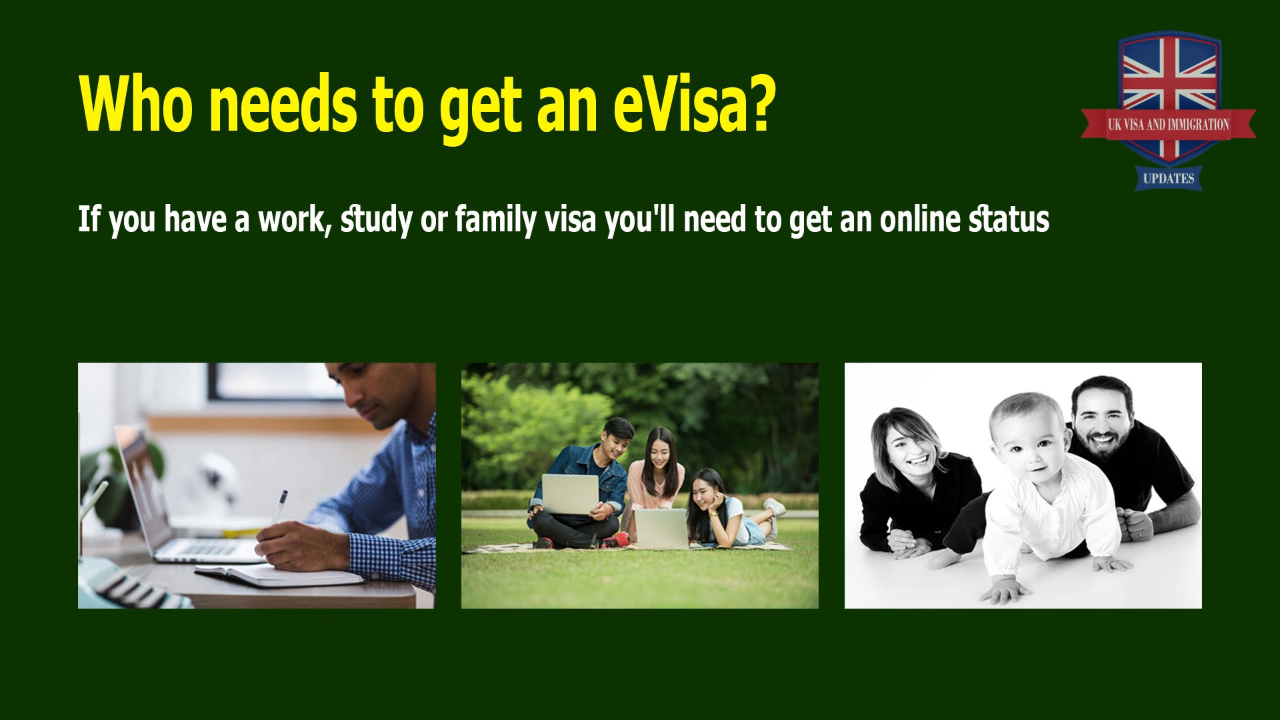 Who needs to get an eVisa?
UK VISA AND IMMIGRATION
UPDATES
If you have a work, study or family visa you'll need to get an online status